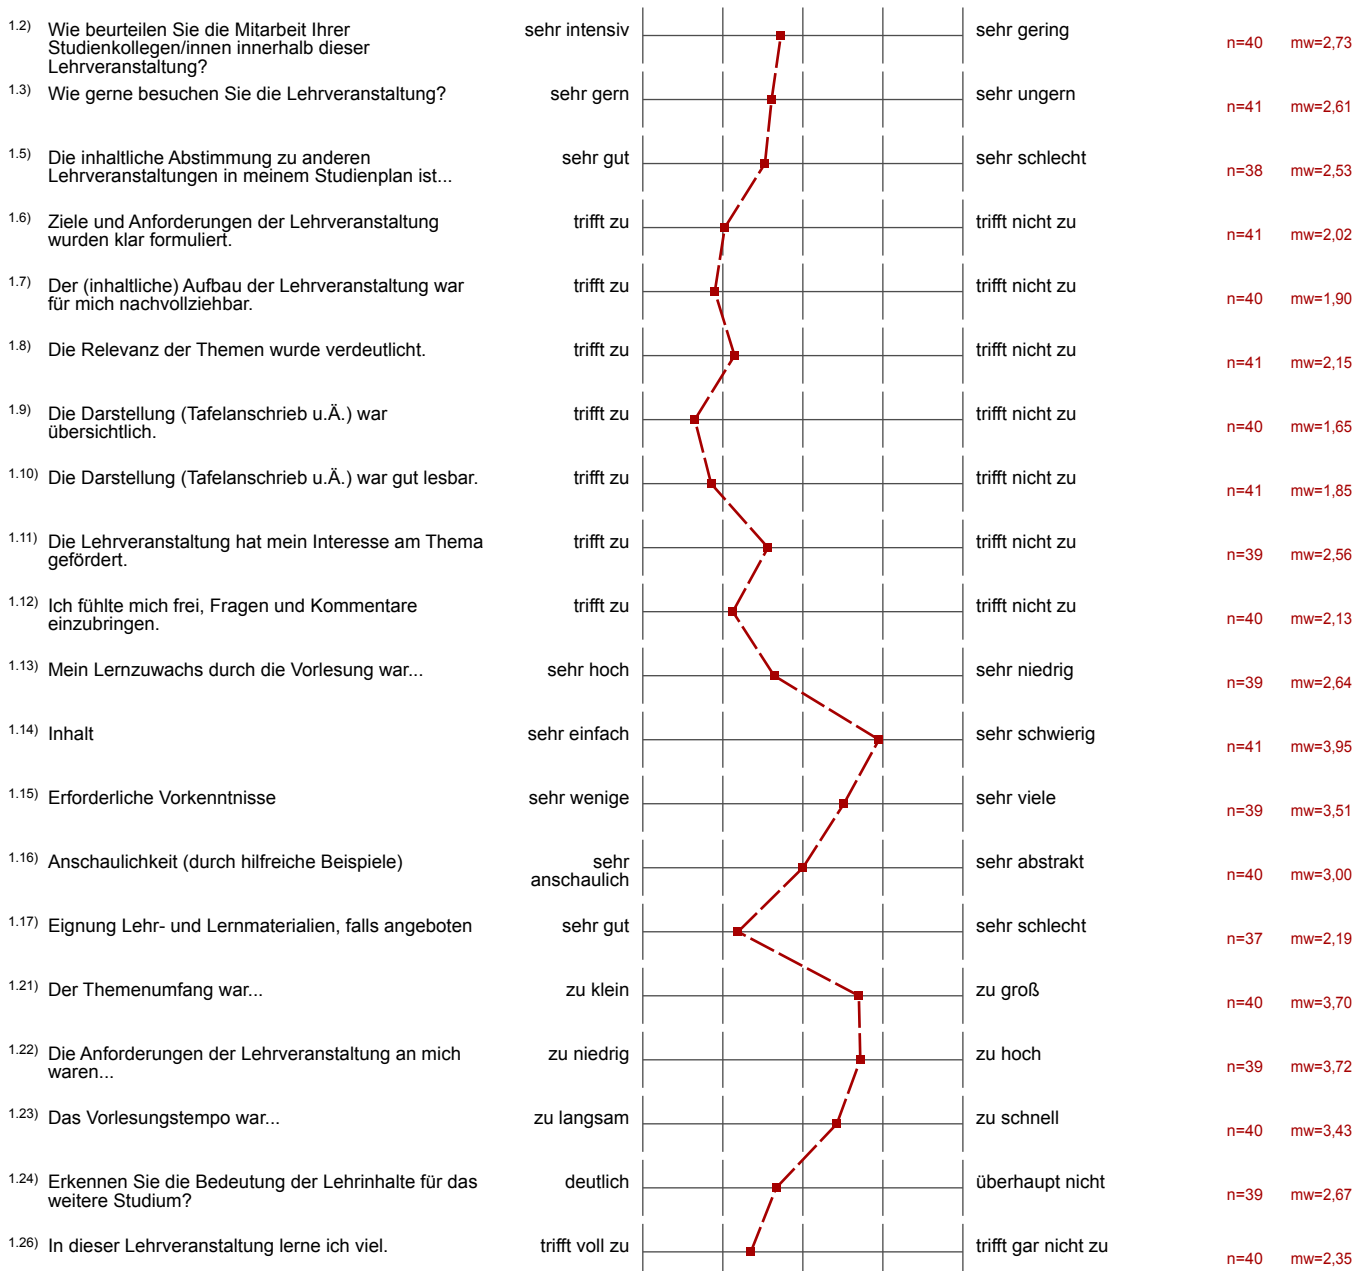 1.2) Wie beurteilen Sie die Mitarbeit Ihrer
Studienkollegen/innen innerhalb dieser
Lehrveranstaltung?
sehr intensiv
sehr gering
n=40 mw=2,73
1.3) Wie gerne besuchen Sie die Lehrveranstaltung?
sehr gern
sehr ungern
n=41 mw=2,61
1.5) Die inhaltliche Abstimmung zu anderen
Lehrveranstaltungen in meinem Studienplan ist...
sehr gut
sehr schlecht
n=38 mw=2,53
1.6) Ziele und Anforderungen der Lehrveranstaltung
wurden klar formuliert.
trifft zu
trifft nicht zu
n=41 mw=2,02
1.7) Der (inhaltliche) Aufbau der Lehrveranstaltung war
für mich nachvollziehbar.
trifft zu
trifft nicht zu
n=40 mw=1,90
1.8) Die Relevanz der Themen wurde verdeutlicht.
trifft zu
trifft nicht zu
n=41 mw=2,15
1.9) Die Darstellung (Tafelanschrieb u.Ä.) war
übersichtlich.
trifft zu
trifft nicht zu
n=40 mw=1,65
1.10) Die Darstellung (Tafelanschrieb u.Ä.) war gut lesbar.
trifft zu
trifft nicht zu
n=41 mw=1,85
1.11) Die Lehrveranstaltung hat mein Interesse am Thema
gefördert.
trifft zu
trifft nicht zu
n=39 mw=2,56
1.12) Ich fühlte mich frei, Fragen und Kommentare
einzubringen.
trifft zu
trifft nicht zu
n=40 mw=2,13
1.13) Mein Lernzuwachs durch die Vorlesung war...
sehr hoch
sehr niedrig
n=39 mw=2,64
1.14) Inhalt
sehr einfach
sehr schwierig
n=41 mw=3,95
1.15) Erforderliche Vorkenntnisse
sehr wenige
sehr viele
n=39 mw=3,51
1.16) Anschaulichkeit (durch hilfreiche Beispiele)
sehr
anschaulich
sehr abstrakt
n=40 mw=3,00
1.17) Eignung Lehr- und Lernmaterialien, falls angeboten
sehr gut
sehr schlecht
n=37 mw=2,19
1.21) Der Themenumfang war...
zu klein
zu groß
n=40 mw=3,70
1.22) Die Anforderungen der Lehrveranstaltung an mich
waren...
zu niedrig
zu hoch
n=39 mw=3,72
1.23) Das Vorlesungstempo war...
zu langsam
zu schnell
n=40 mw=3,43
1.24) Erkennen Sie die Bedeutung der Lehrinhalte für das
weitere Studium?
deutlich
überhaupt nicht
n=39 mw=2,67
1.26) In dieser Lehrveranstaltung lerne ich viel.
trifft voll zu
trifft gar nicht zu
n=40 mw=2,35